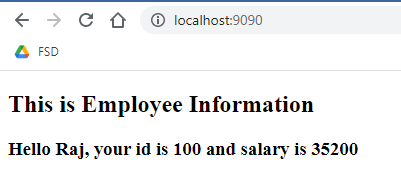 localhost:9090
FSD
This is Employee Information
Hello Raj, your id is 100 and salary is 35200